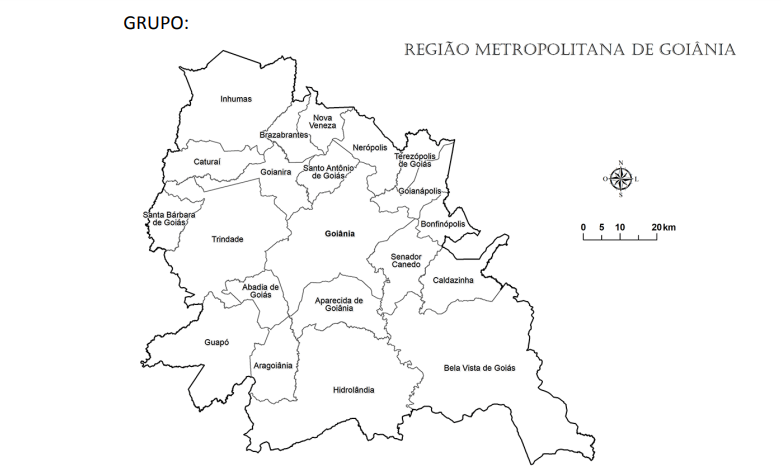 GRUPO:
REGIÃO METROPOLITANA DE GOIÂNIA
Inhumas
Nova
Veneza
Brazabrantes
Nerópolis
Caturaí
Goianira
Santo Antônio
de Goiás
Terezópolis
de Goiás
Goianápolis
N
O
L
S
Santa Bárbara
de Goiás
Trindade
Goiânia
Bonfinópolis
0 5 10 20 km
Senador
Canedo
Caldazinha
Abadia de
Goiás
Aparecida de
Goiânia
Guapó
Aragoiânia
Hidrolândia
Bela Vista de Goiás